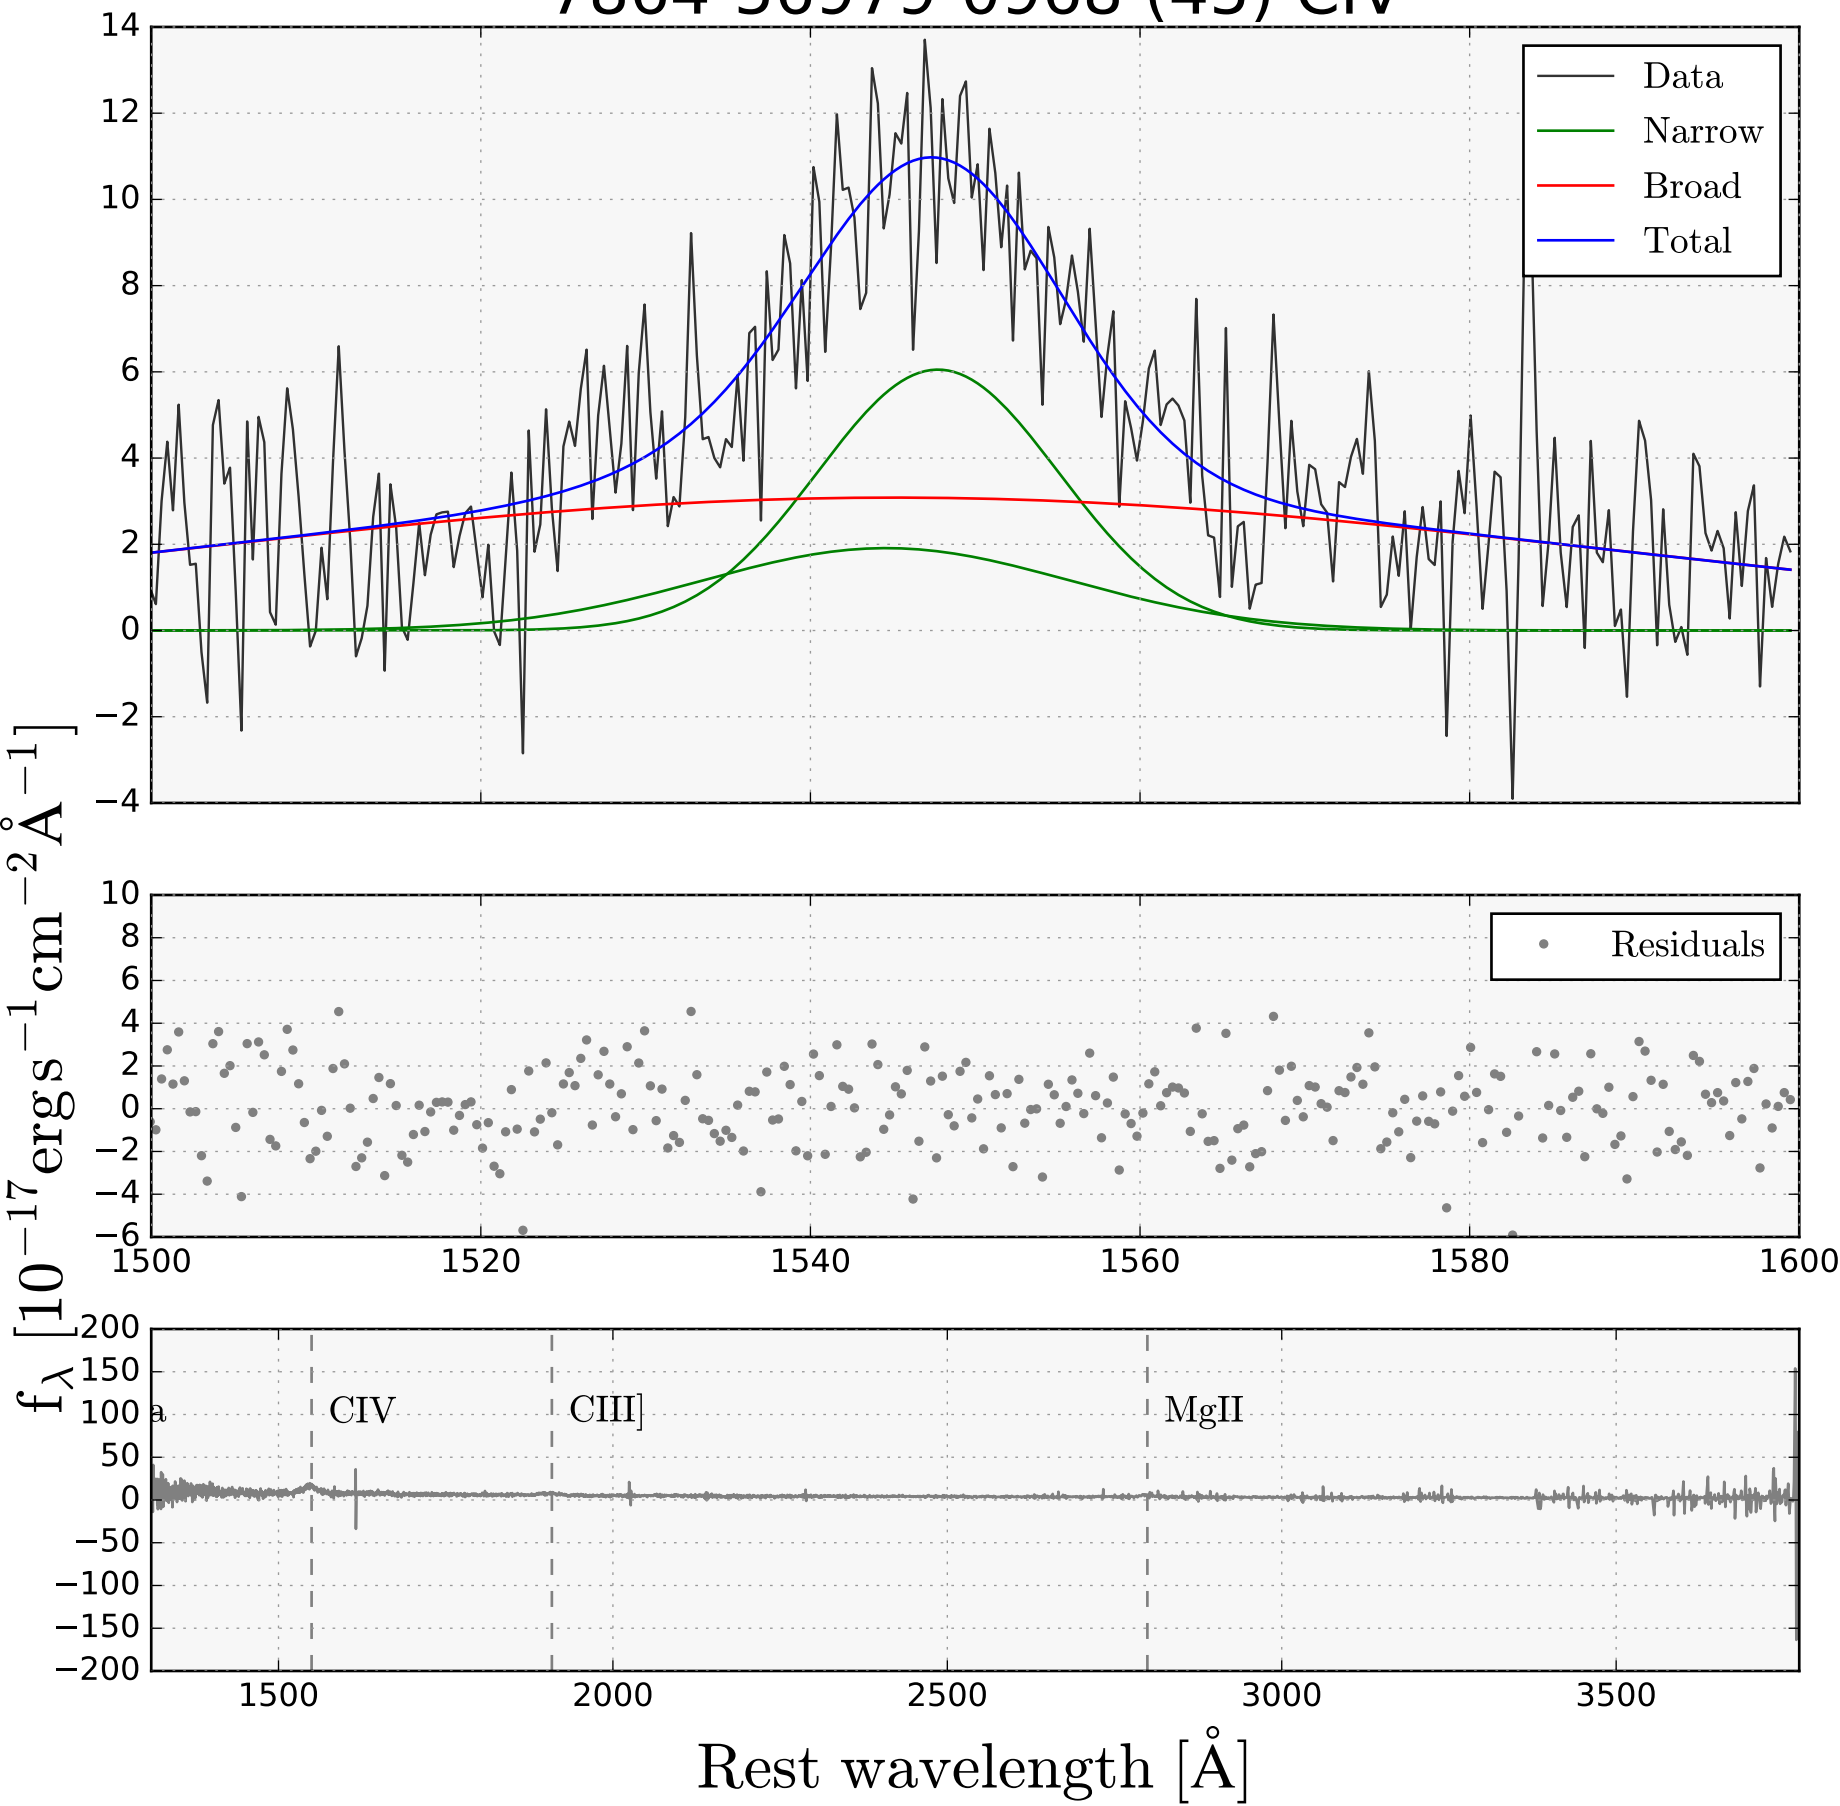 14
12
10
8
6
4
2
0
−2
−4
Data
Narrow
Broad
Total
10
8
6
4
2
0
−2
−4
−6
Residuals
1500 1520 1540 1560 1580 1600
f_λ [10^−17 erg s^−1 cm^−2 Å^−1]
200
150
100
50
0
−50
−100
−150
−200
a CIV CIII] MgII
1500 2000 2500 3000 3500
Rest wavelength [Å]